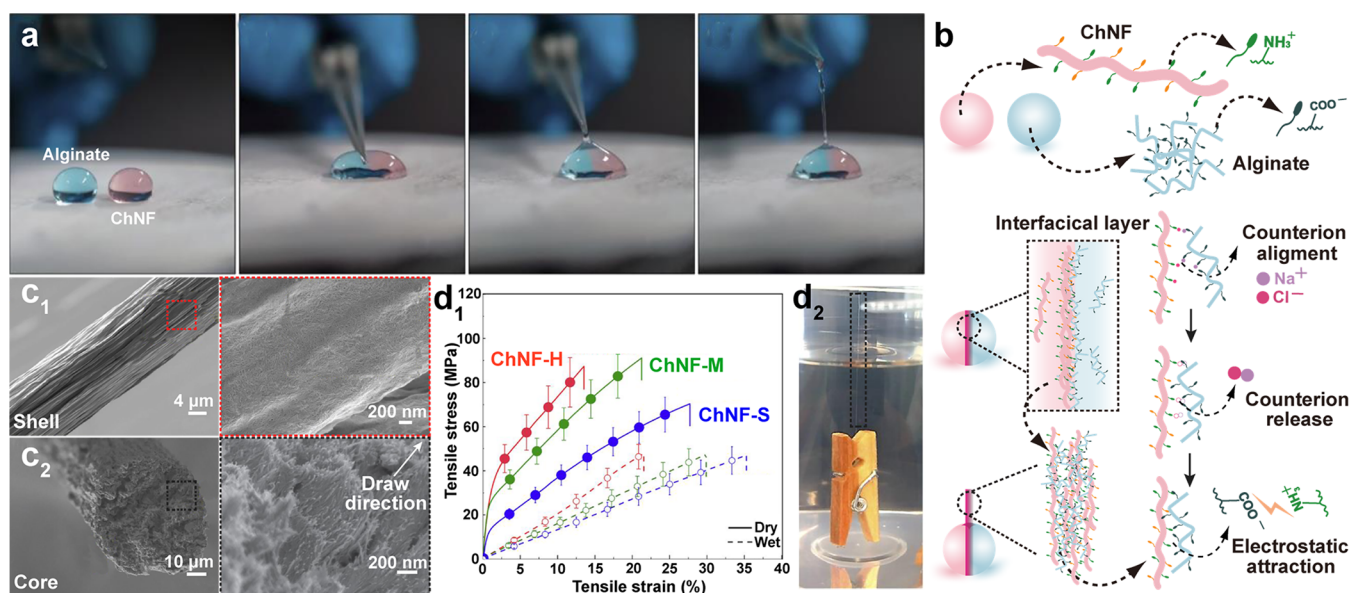 a
Alginate
ChNF
b
ChNF
NH₃⁺
COO⁻
Alginate
Interfacical layer
Counterion
aligment
Na⁺
Cl⁻
Counterion
release
COO⁻
NH₃⁺
Electrostatic
attraction
c₁
Shell
4 μm
200 nm
c₂
Core
10 μm
Draw
direction
200 nm
d₁
Tensile stress (MPa)
120
100
80
60
40
20
0
ChNF-H
ChNF-M
ChNF-S
Dry
Wet
0 5 10 15 20 25 30 35 40
Tensile strain (%)
d₂